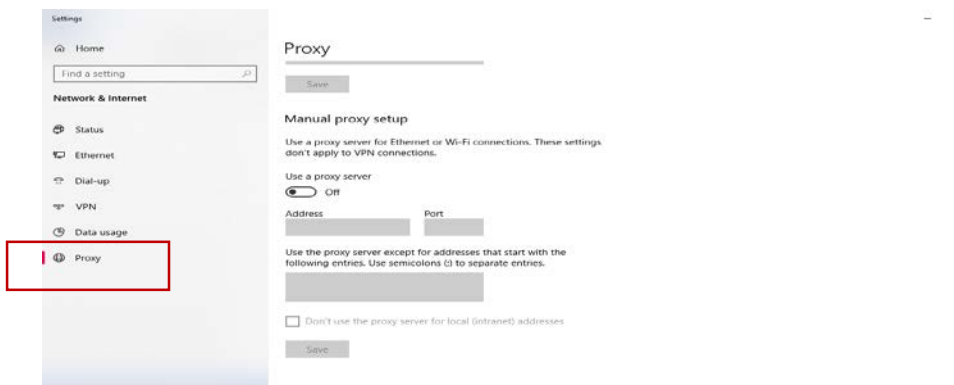 Settings
Home
Find a setting
Network & Internet
Status
Ethernet
Dial-up
VPN
Data usage
Proxy
Proxy
Save
Manual proxy setup
Use a proxy server for Ethernet or Wi-Fi connections. These settings
don't apply to VPN connections.
Use a proxy server
Off
Address Port
Use the proxy server except for addresses that start with the
following entries. Use semicolons (;) to separate entries.
Don't use the proxy server for local (intranet) addresses
Save